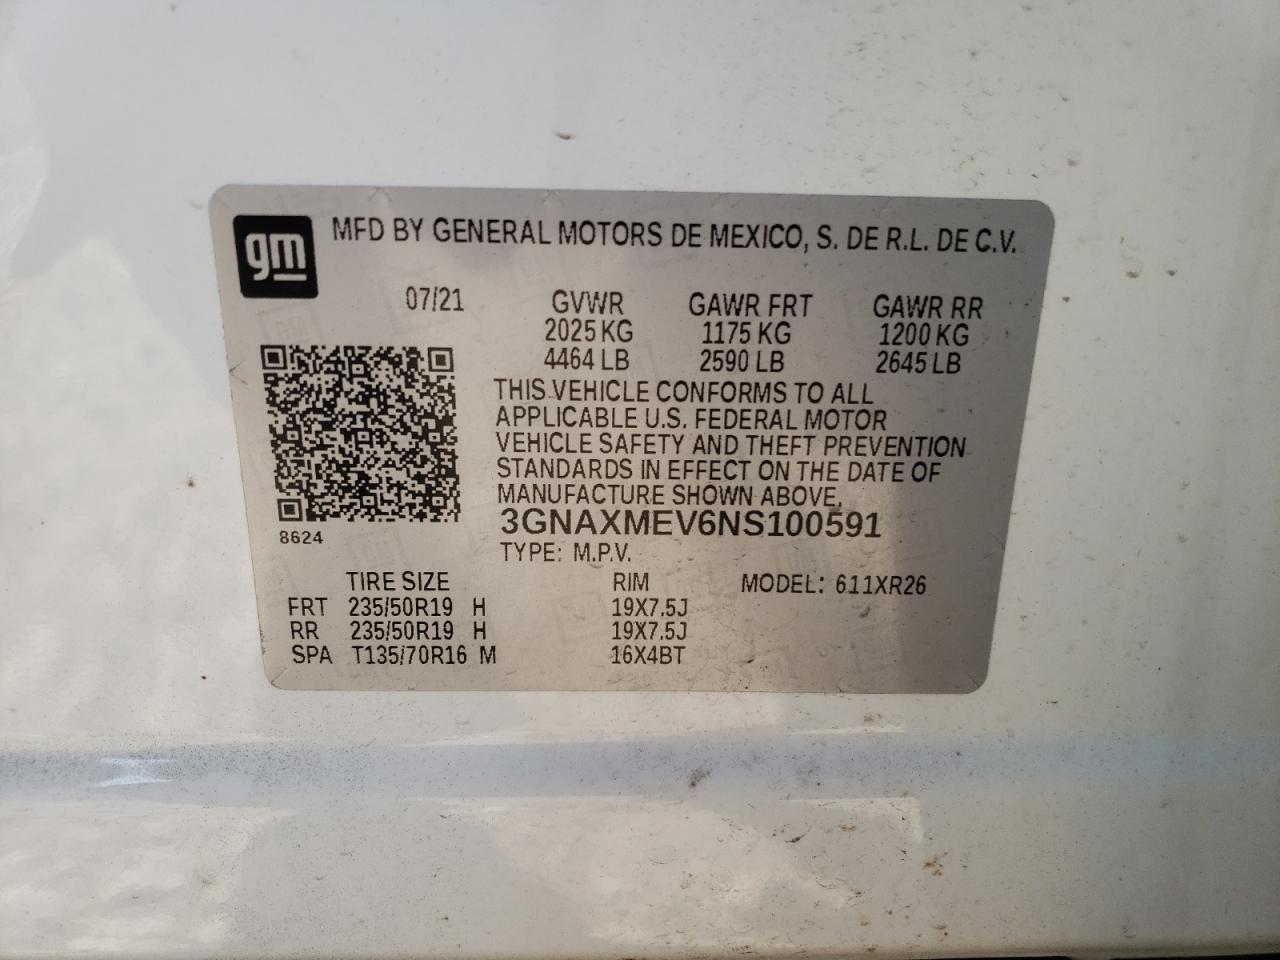 gm
MFD BY GENERAL MOTORS DE MEXICO, S. DE R.L. DE C.V.
07/21 GVWR GAWR FRT GAWR RR
2025 KG 1175 KG 1200 KG
4464 LB 2590 LB 2645 LB
THIS VEHICLE CONFORMS TO ALL
APPLICABLE U.S. FEDERAL MOTOR
VEHICLE SAFETY AND THEFT PREVENTION
STANDARDS IN EFFECT ON THE DATE OF
MANUFACTURE SHOWN ABOVE.
3GNAXMEV6NS100591
8624
TYPE: M.P.V.
TIRE SIZE RIM MODEL: 611XR26
FRT 235/50R19 H 19X7.5J
RR 235/50R19 H 19X7.5J
SPA T135/70R16 M 16X4BT